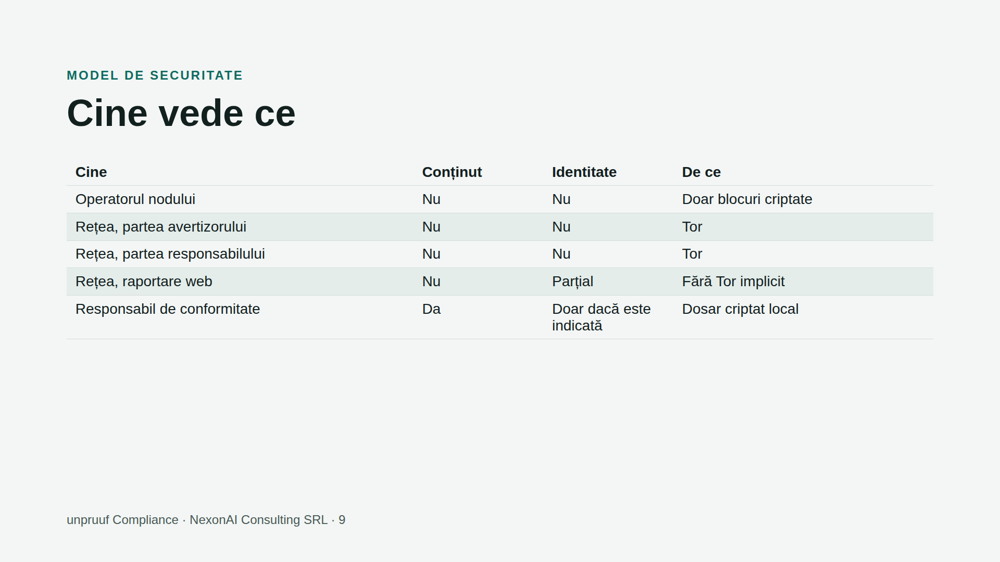 MODEL DE SECURITATE
Cine vede ce
Cine Conținut Identitate De ce
Operatorul nodului Nu Nu Doar blocuri criptate
Rețea, partea avertizorului Nu Nu Tor
Rețea, partea responsabilului Nu Nu Tor
Rețea, raportare web Nu Parțial Fără Tor implicit
Responsabil de conformitate Da Doar dacă este indicată Dosar criptat local
unpruuf Compliance · NexonAI Consulting SRL · 9